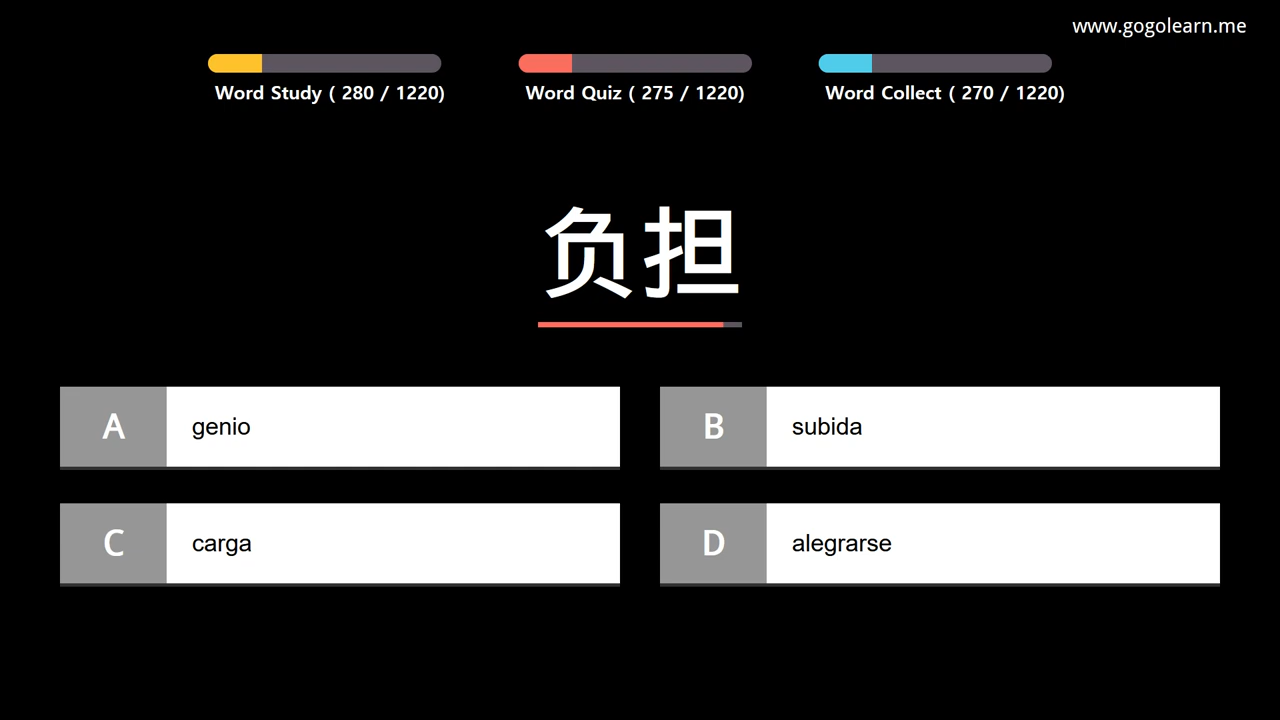 www.gogolearn.me
Word Study ( 280 / 1220)
Word Quiz ( 275 / 1220)
Word Collect ( 270 / 1220)
负担
A genio
B subida
C carga
D alegrarse